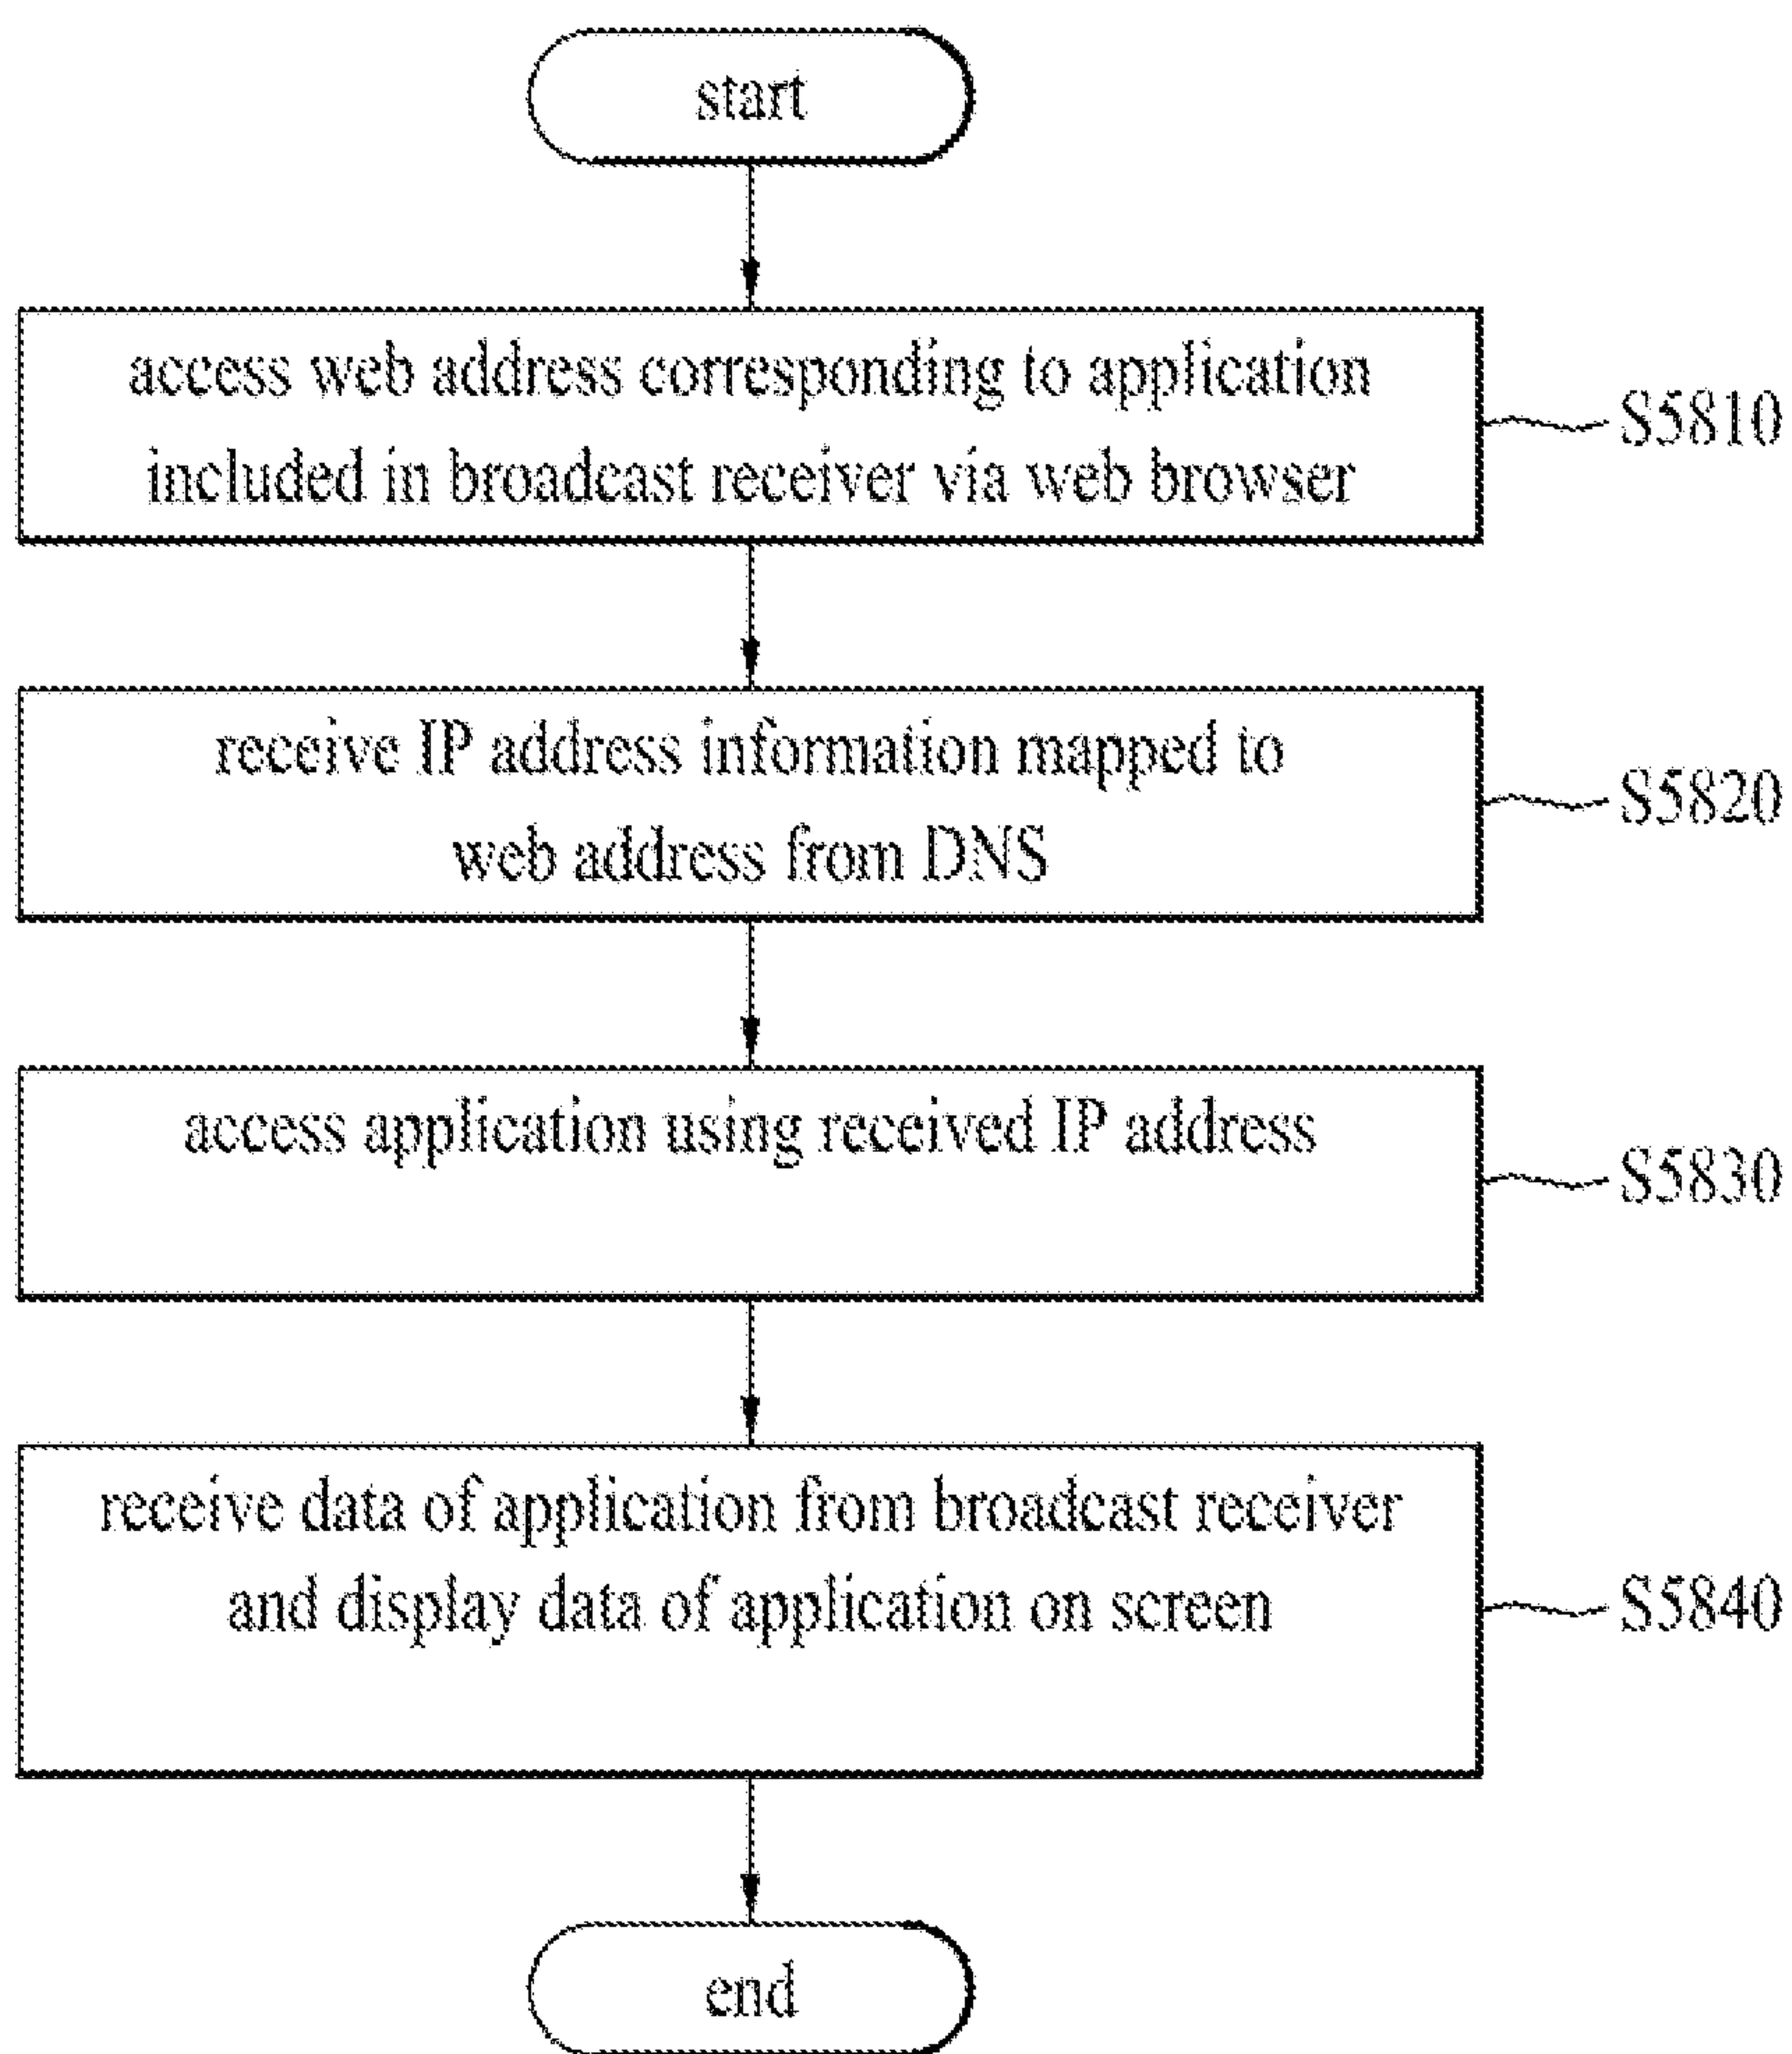 start
access web address corresponding to application
included in broadcast receiver via web browser
S5810
receive IP address information mapped to
web address from DNS
S5820
access application using received IP address
S5830
receive data of application from broadcast receiver
and display data of application on screen
S5840
end